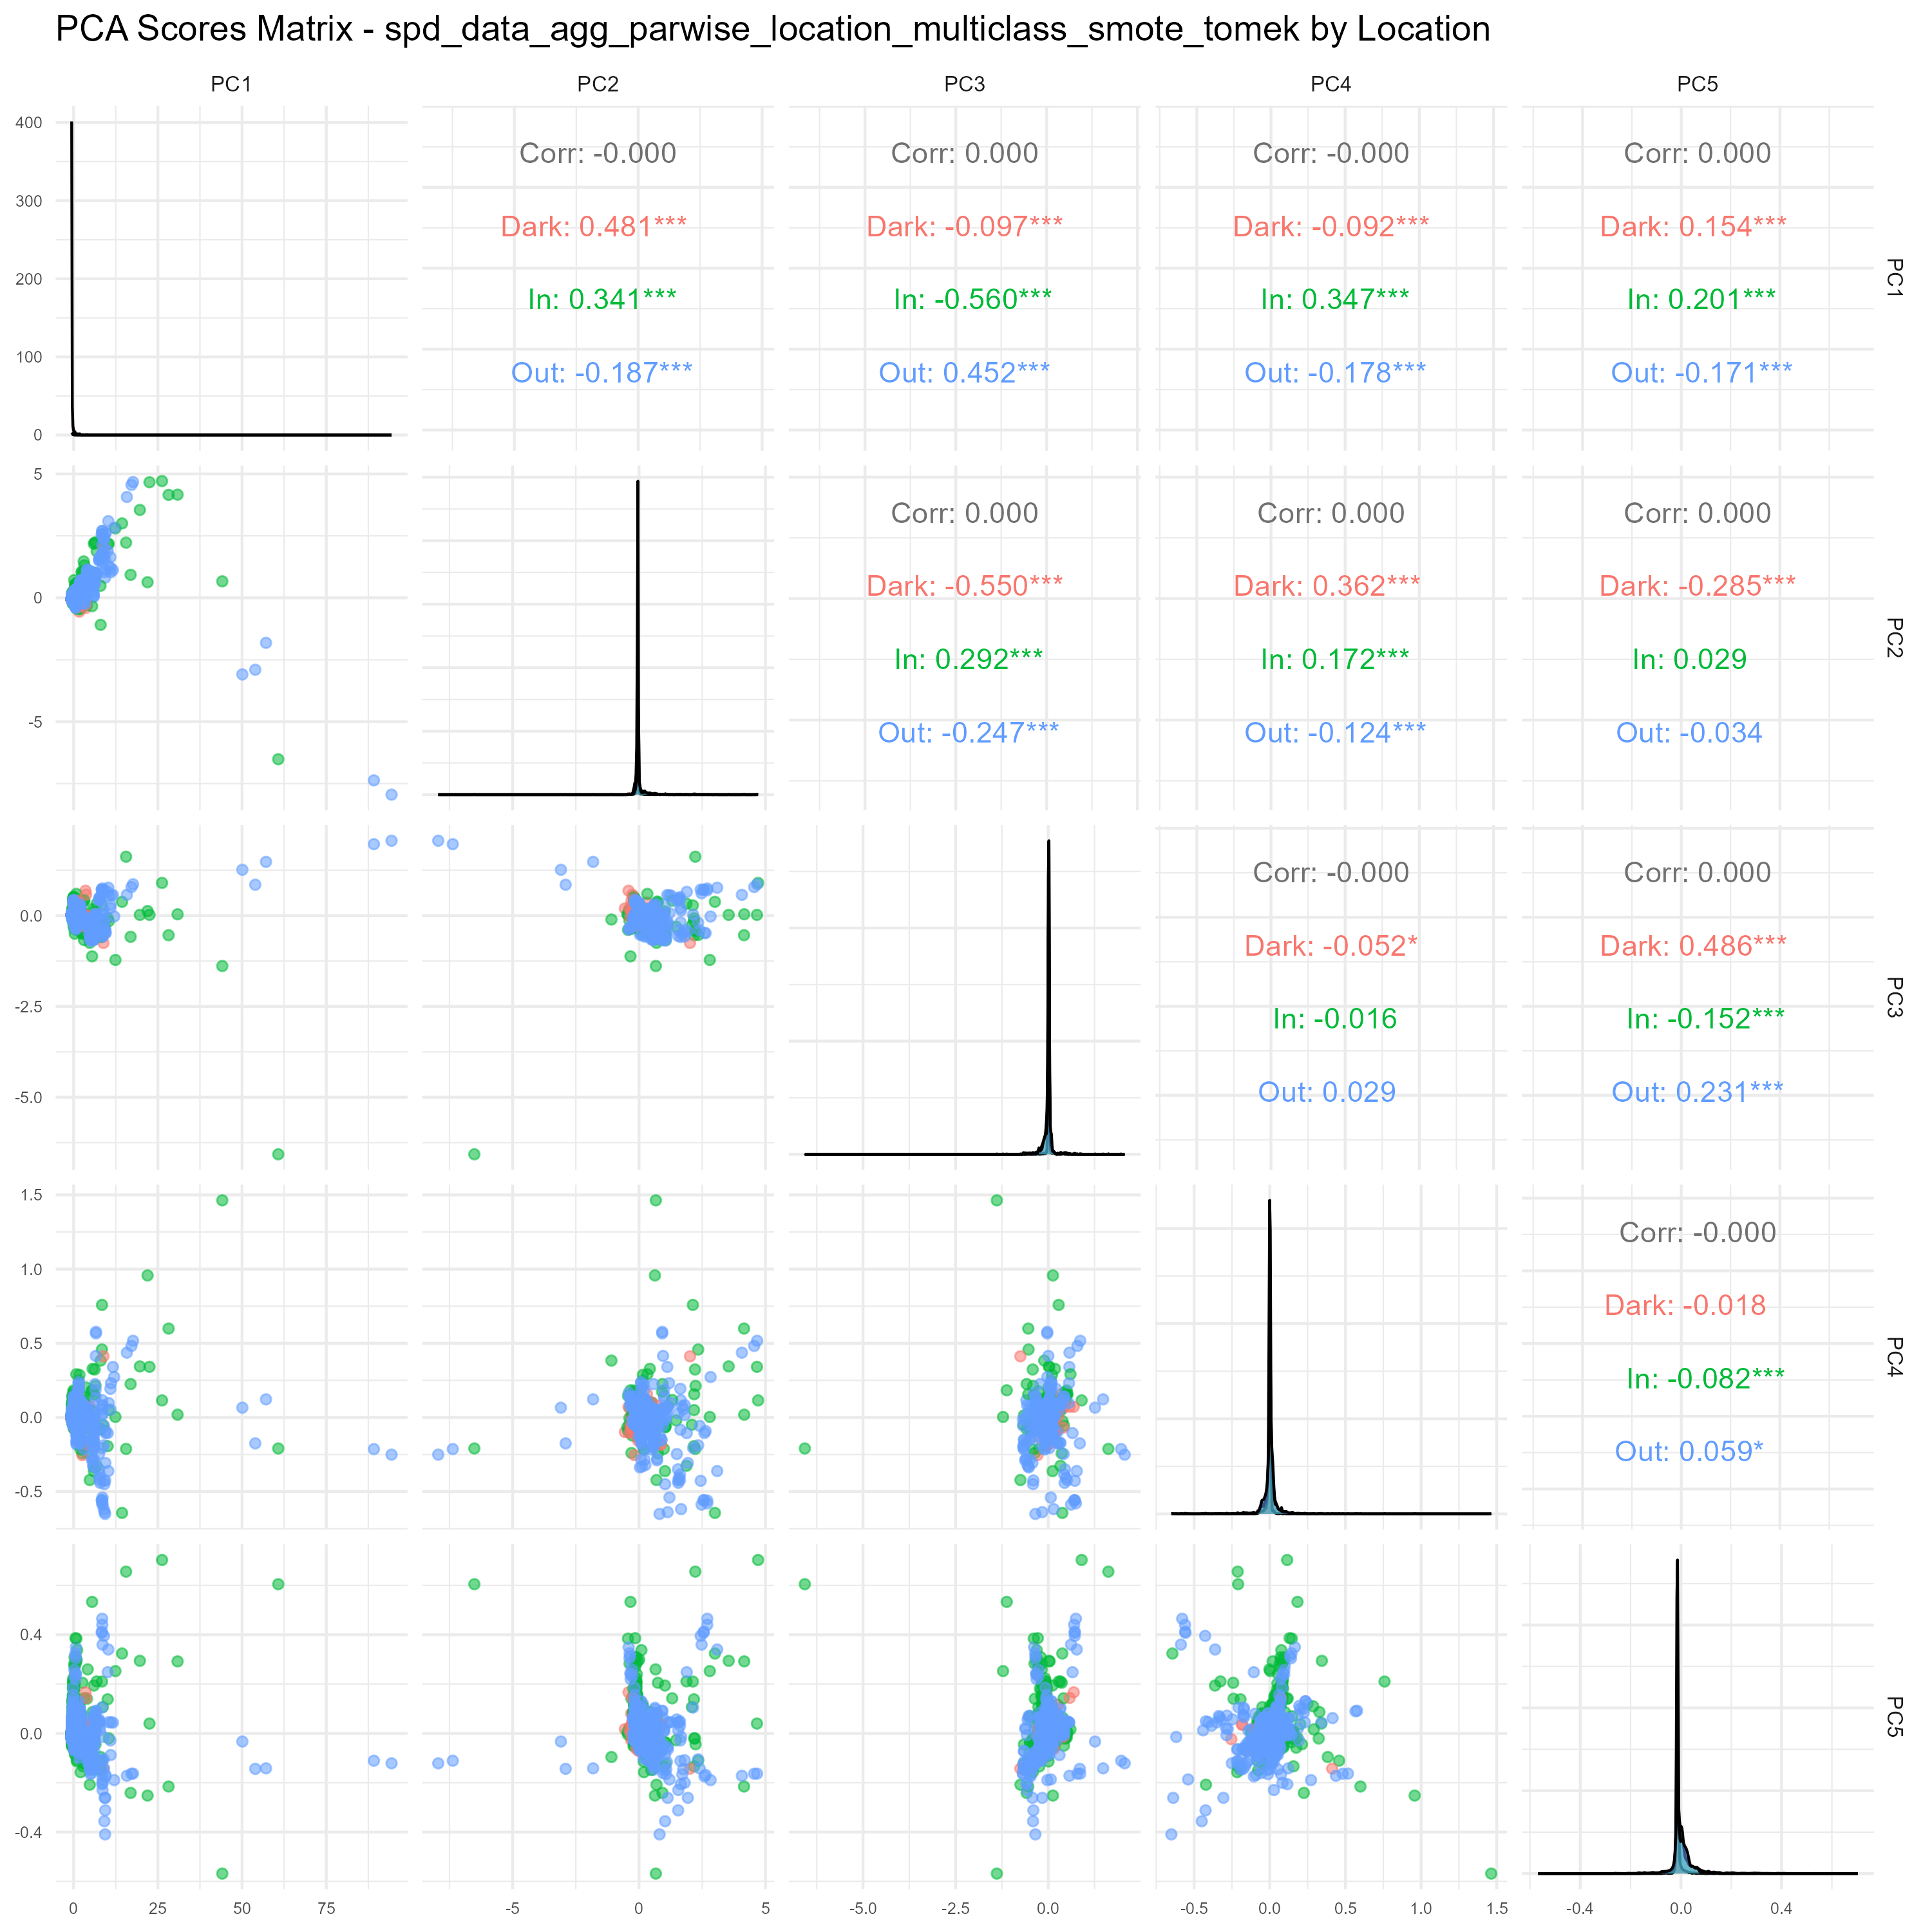 PCA Scores Matrix - spd_data_agg_parwise_location_multiclass_smote_tomek by Location
PC1 PC2 PC3 PC4 PC5
400
300
200
100
0
Corr: -0.000
Dark: 0.481***
In: 0.341***
Out: -0.187***
Corr: 0.000
Dark: -0.097***
In: -0.560***
Out: 0.452***
Corr: -0.000
Dark: -0.092***
In: 0.347***
Out: -0.178***
Corr: 0.000
Dark: 0.154***
In: 0.201***
Out: -0.171***
PC1
5
0
-5
Corr: 0.000
Dark: -0.550***
In: 0.292***
Out: -0.247***
Corr: 0.000
Dark: 0.362***
In: 0.172***
Out: -0.124***
Corr: 0.000
Dark: -0.285***
In: 0.029
Out: -0.034
PC2
0.0
-2.5
-5.0
Corr: -0.000
Dark: -0.052*
In: -0.016
Out: 0.029
Corr: 0.000
Dark: 0.486***
In: -0.152***
Out: 0.231***
PC3
1.5
1.0
0.5
0.0
-0.5
Corr: -0.000
Dark: -0.018
In: -0.082***
Out: 0.059*
PC4
0.4
0.0
-0.4
PC5
0 25 50 75
-5 0 5
-5.0 -2.5 0.0
-0.5 0.0 0.5 1.0 1.5
-0.4 0.0 0.4